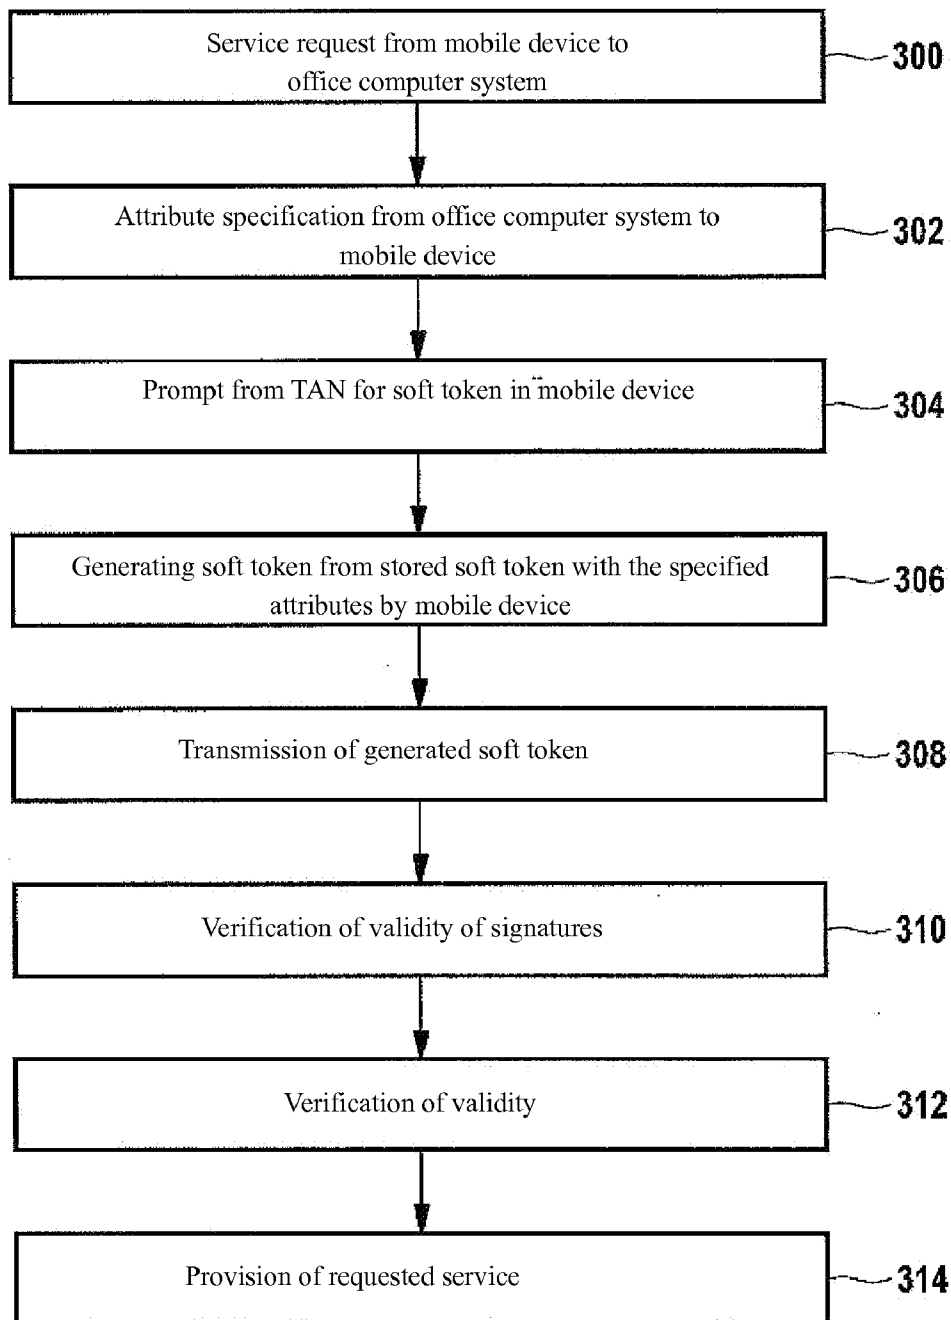 Service request from mobile device to
office computer system
300
Attribute specification from office computer system to
mobile device
302
Prompt from TAN for soft token in mobile device
304
Generating soft token from stored soft token with the specified
attributes by mobile device
306
Transmission of generated soft token
308
Verification of validity of signatures
310
Verification of validity
312
Provision of requested service
314